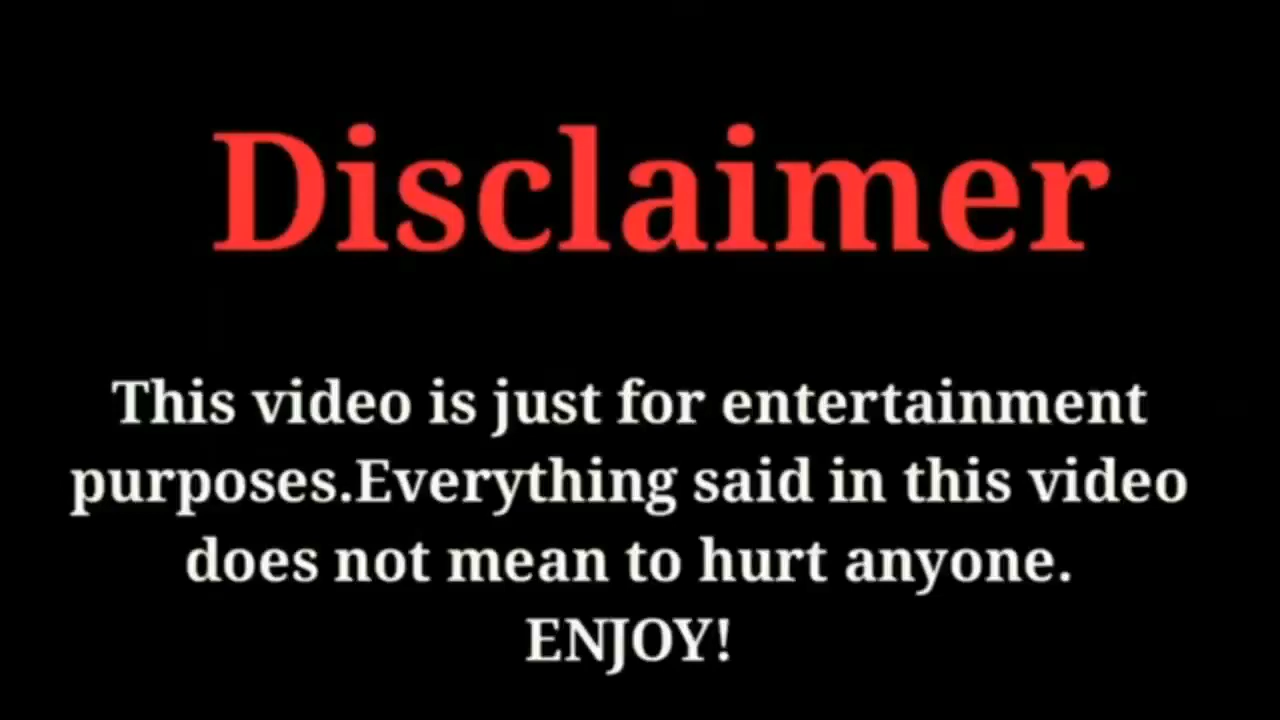 Disclaimer
This video is just for entertainment
purposes.Everything said in this video
does not mean to hurt anyone.
ENJOY!